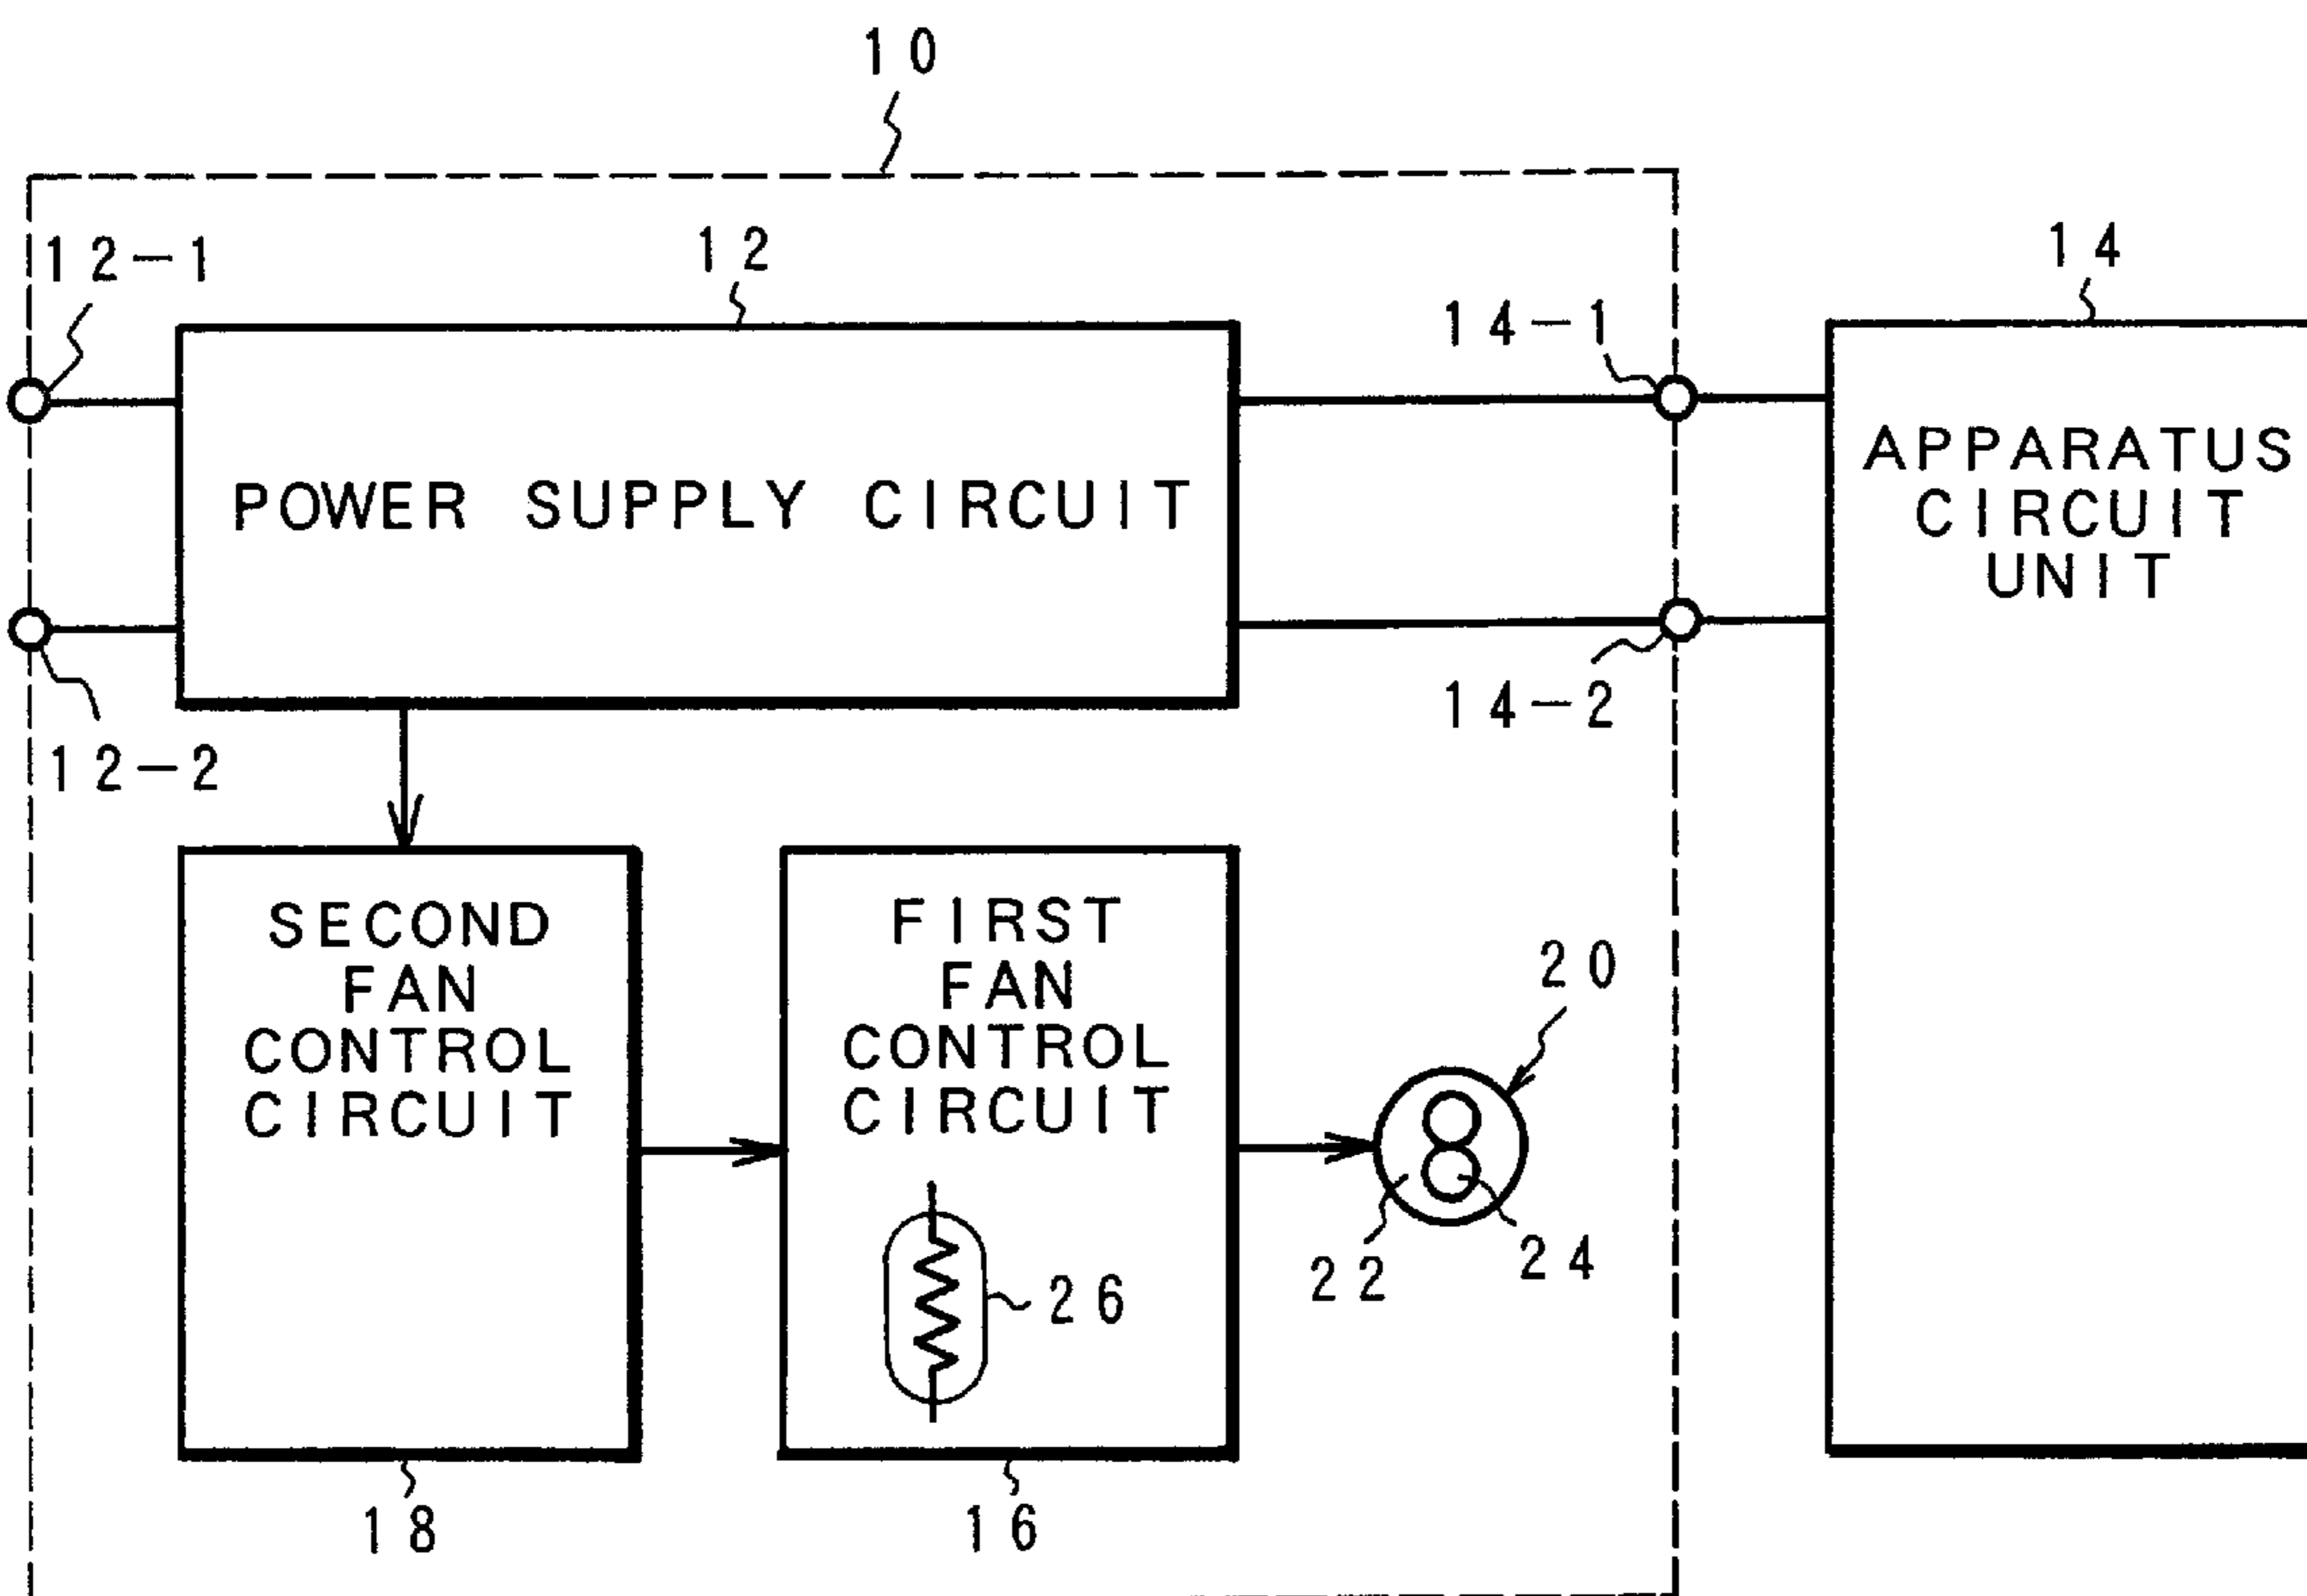 10
12-1
12
14-1
14
POWER SUPPLY CIRCUIT
APPARATUS
CIRCUIT
UNIT
12-2
14-2
SECOND
FAN
CONTROL
CIRCUIT
FIRST
FAN
CONTROL
CIRCUIT
20
22
24
26
18
16